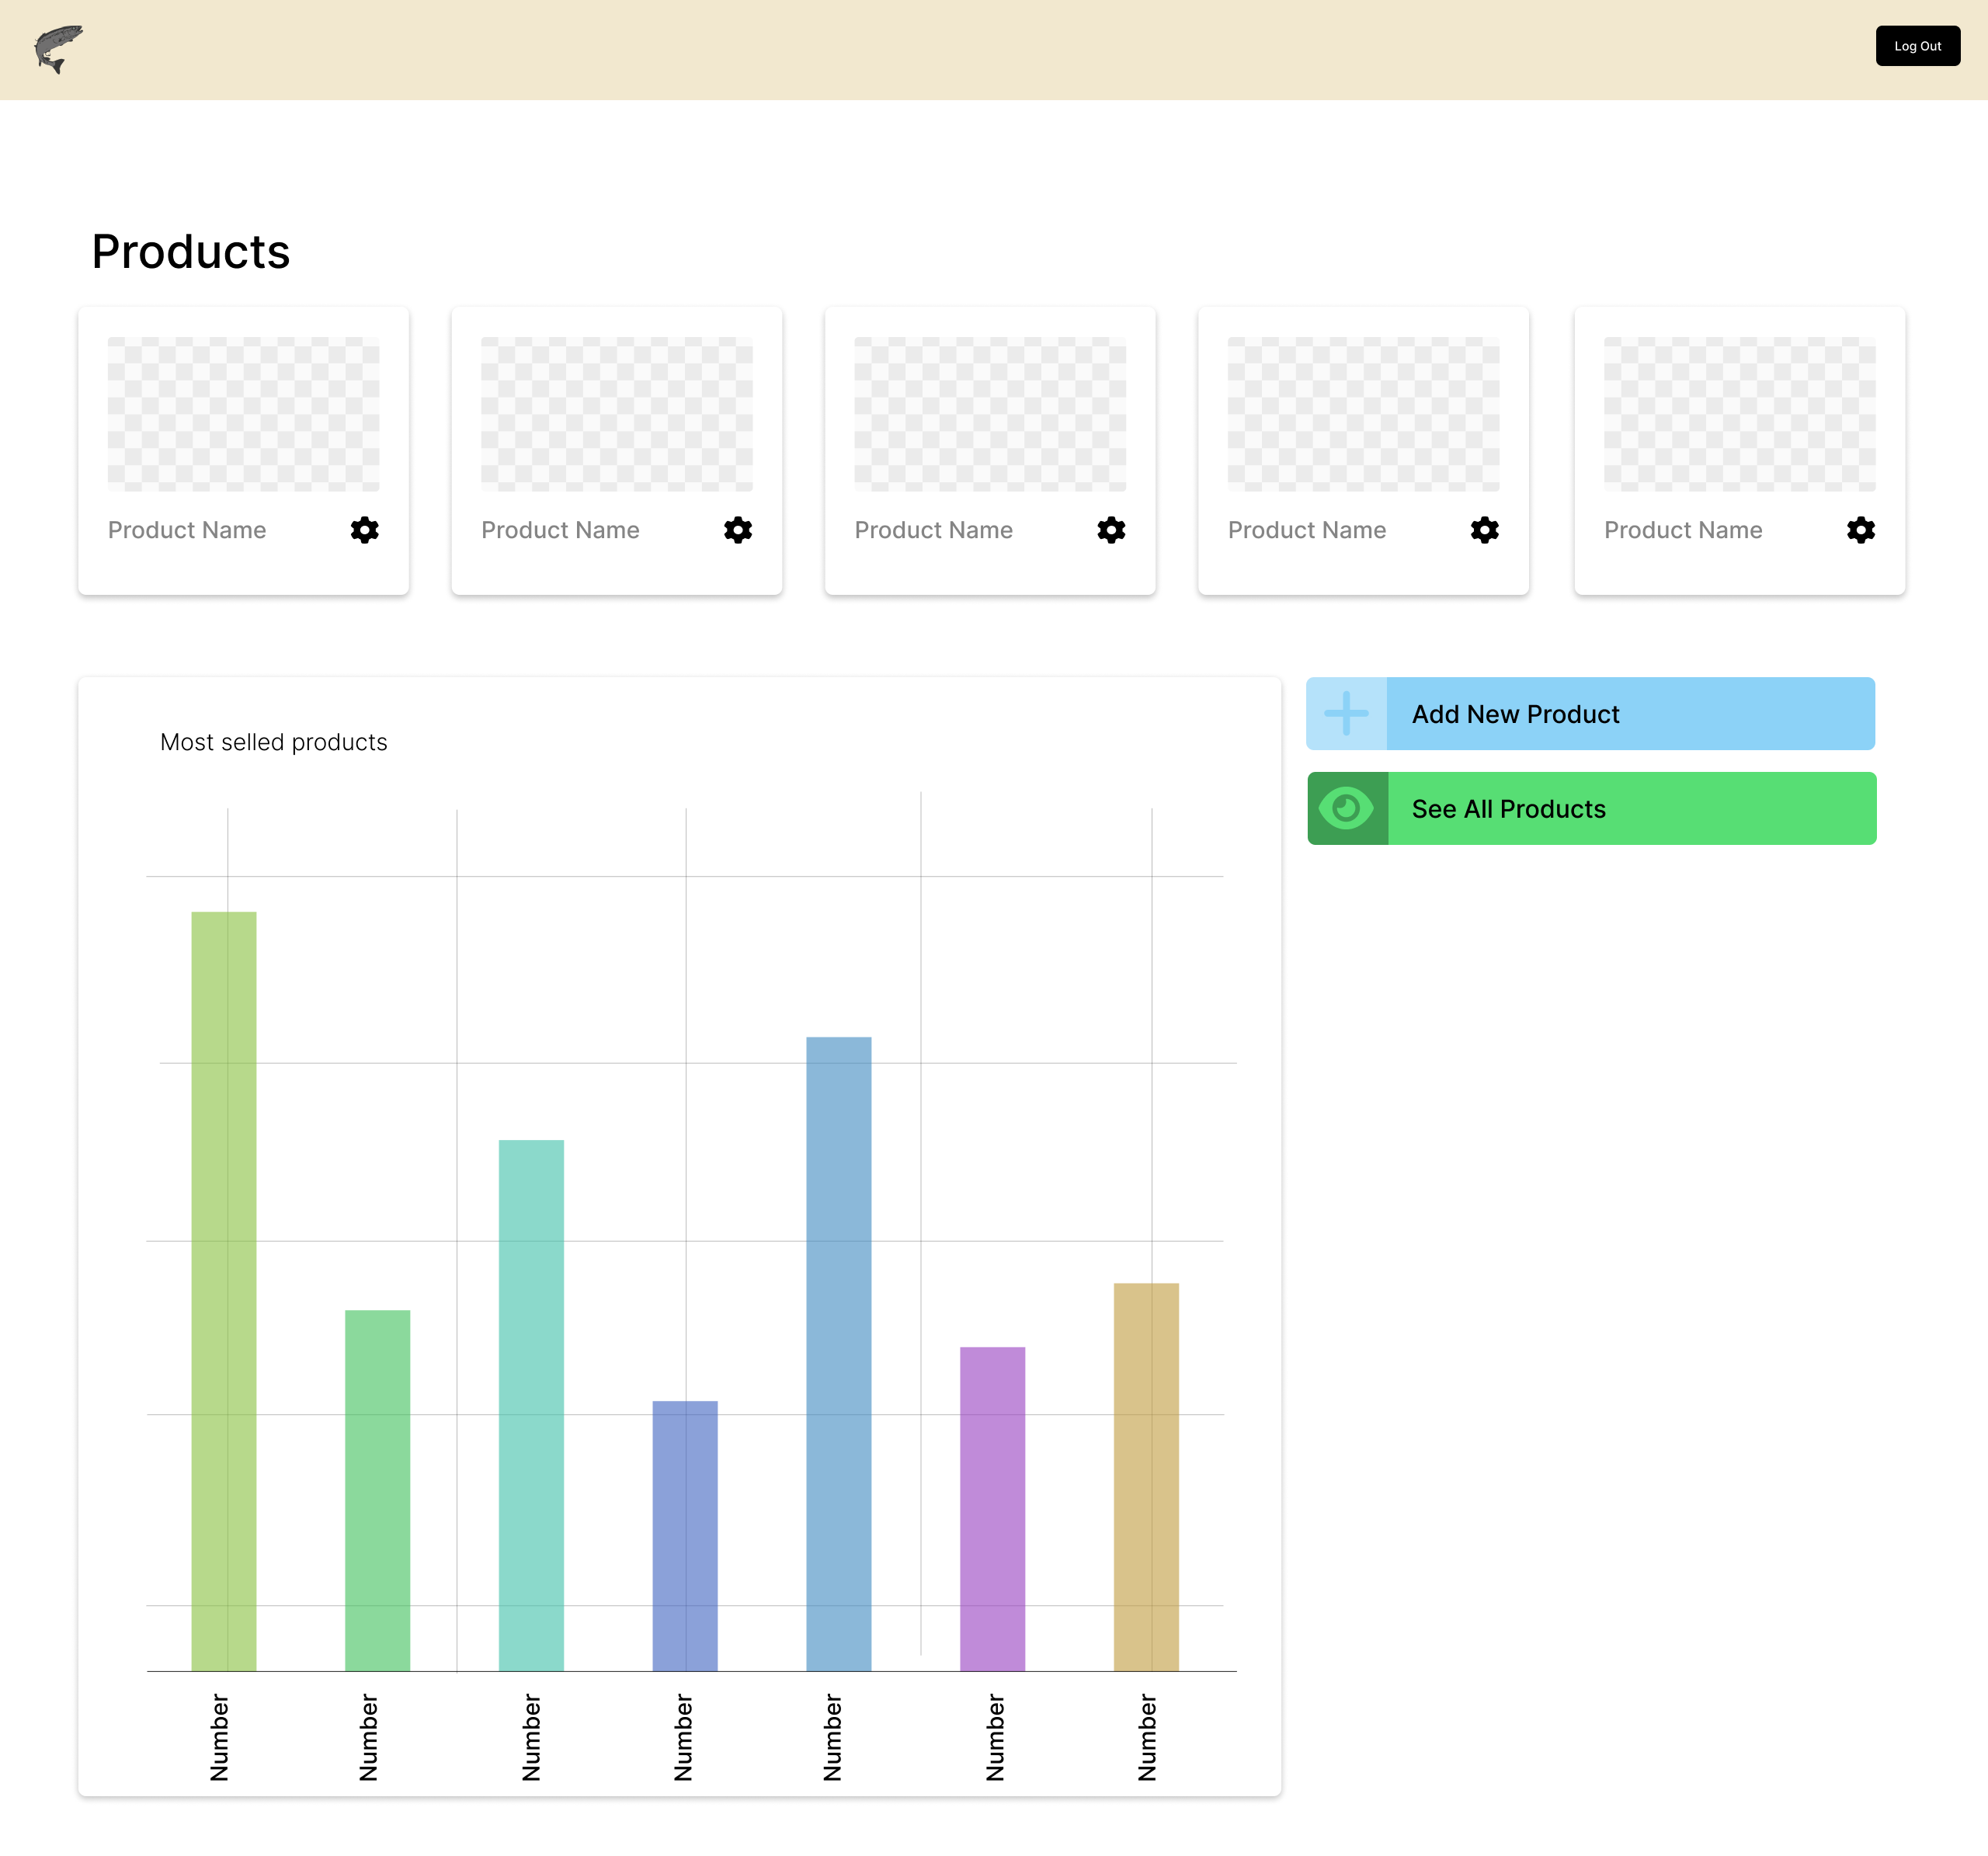 Log Out
Products
Product Name
Product Name
Product Name
Product Name
Product Name
Most selled products
Add New Product
See All Products
Number
Number
Number
Number
Number
Number
Number